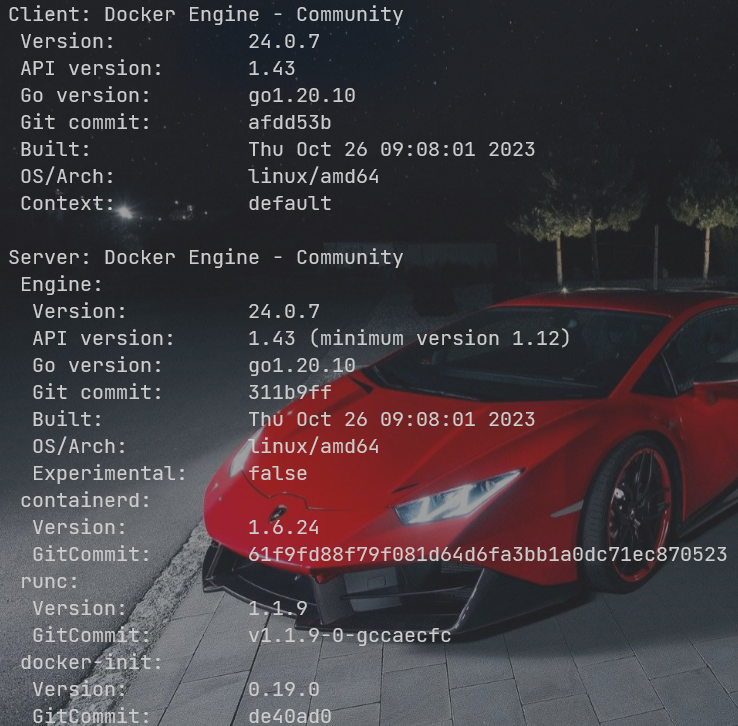 Client: Docker Engine - Community
 Version:           24.0.7
 API version:       1.43
 Go version:        go1.20.10
 Git commit:        afdd53b
 Built:             Thu Oct 26 09:08:01 2023
 OS/Arch:           linux/amd64
 Context:           default

Server: Docker Engine - Community
 Engine:
  Version:          24.0.7
  API version:      1.43 (minimum version 1.12)
  Go version:       go1.20.10
  Git commit:       311b9ff
  Built:            Thu Oct 26 09:08:01 2023
  OS/Arch:          linux/amd64
  Experimental:     false
 containerd:
  Version:          1.6.24
  GitCommit:        61f9fd88f79f081d64d6fa3bb1a0dc71ec870523
 runc:
  Version:          1.1.9
  GitCommit:        v1.1.9-0-gccaecfc
 docker-init:
  Version:          0.19.0
  GitCommit:        de40ad0